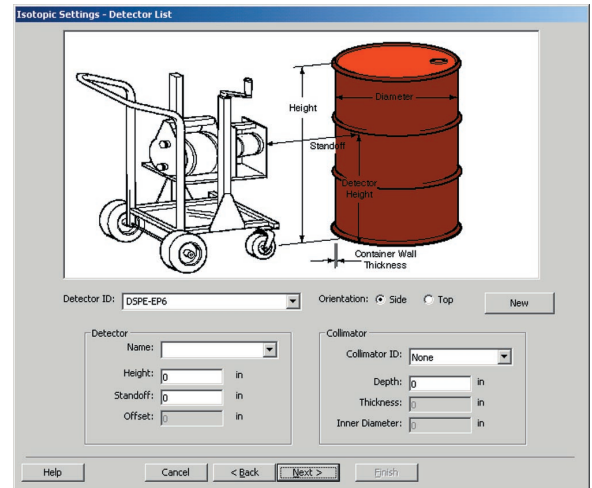 Isotopic Settings - Detector List
Height
Diameter
Standoff
Detector
Height
Container Wall
Thickness
Detector ID: DSPE-EP6 Orientation: Side Top New
Detector
Name:
Height: 0 in
Standoff: 0 in
Offset: 0 in
Collimator
Collimator ID: None
Depth: 0 in
Thickness: 0 in
Inner Diameter: 0 in
Help Cancel < Back Next > Finish